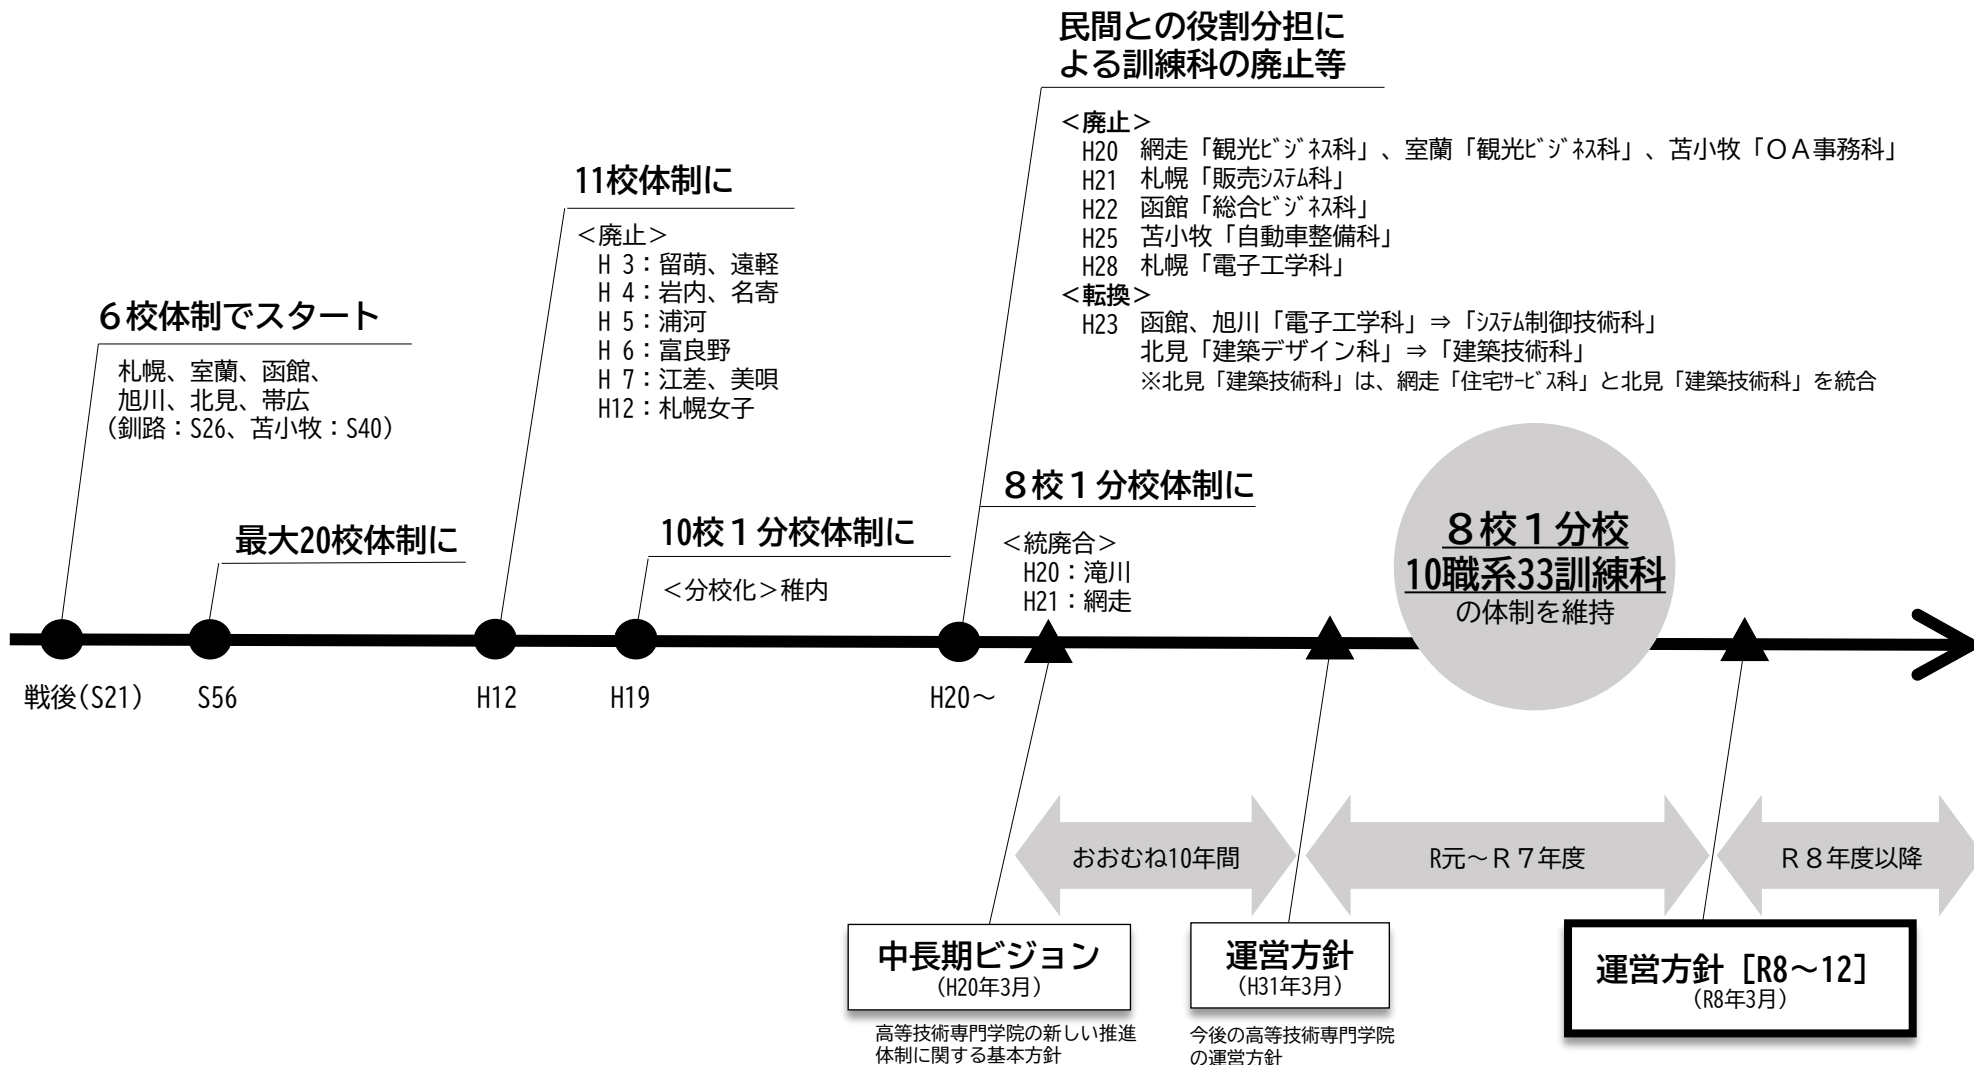 民間との役割分担に
よる訓練科の廃止等
＜廃止＞
H20　網走「観光ﾋﾞｼﾞﾈｽ科」、室蘭「観光ﾋﾞｼﾞﾈｽ科」、苫小牧「ＯＡ事務科」
H21　札幌「販売ｼｽﾃﾑ科」
H22　函館「総合ﾋﾞｼﾞﾈｽ科」
H25　苫小牧「自動車整備科」
H28　札幌「電子工学科」
＜転換＞
H23　函館、旭川「電子工学科」⇒「ｼｽﾃﾑ制御技術科」
北見「建築デザイン科」⇒「建築技術科」
※北見「建築技術科」は、網走「住宅ｻｰﾋﾞｽ科」と北見「建築技術科」を統合
11校体制に
＜廃止＞
H 3：留萌、遠軽
H 4：岩内、名寄
H 5：浦河
H 6：富良野
H 7：江差、美唄
H12：札幌女子
６校体制でスタート
札幌、室蘭、函館、
旭川、北見、帯広
（釧路：S26、苫小牧：S40）
最大20校体制に
10校１分校体制に
＜分校化＞稚内
８校１分校体制に
＜統廃合＞
H20：滝川
H21：網走
８校１分校
10職系33訓練科
の体制を維持
戦後(S21)
S56
H12
H19
H20～
おおむね10年間
R元～Ｒ７年度
Ｒ８年度以降
中長期ビジョン
（H20年3月）
高等技術専門学院の新しい推進
体制に関する基本方針
運営方針
（H31年3月）
今後の高等技術専門学院
の運営方針
運営方針［R8～12］
（R8年3月）